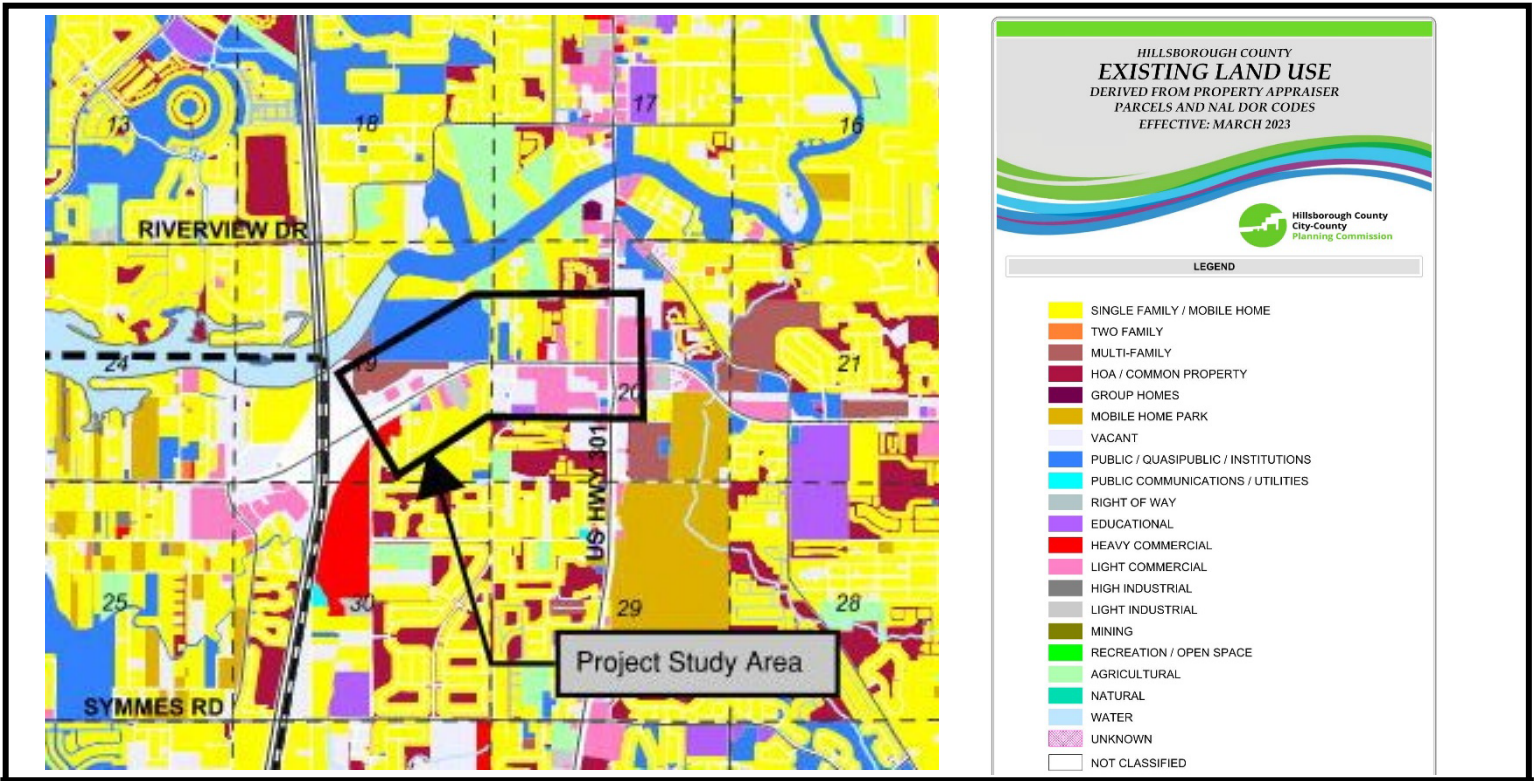 13
18
17
16
RIVERVIEW DR
24
19
20
21
US HWY 301
25
30
29
28
Project Study Area
SYMMES RD
HILLSBOROUGH COUNTY
EXISTING LAND USE
DERIVED FROM PROPERTY APPRAISER
PARCELS AND NAL DOR CODES
EFFECTIVE: MARCH 2023
Hillsborough County
City-County
Planning Commission
LEGEND
SINGLE FAMILY / MOBILE HOME
TWO FAMILY
MULTI-FAMILY
HOA / COMMON PROPERTY
GROUP HOMES
MOBILE HOME PARK
VACANT
PUBLIC / QUASIPUBLIC / INSTITUTIONS
PUBLIC COMMUNICATIONS / UTILITIES
RIGHT OF WAY
EDUCATIONAL
HEAVY COMMERCIAL
LIGHT COMMERCIAL
HIGH INDUSTRIAL
LIGHT INDUSTRIAL
MINING
RECREATION / OPEN SPACE
AGRICULTURAL
NATURAL
WATER
UNKNOWN
NOT CLASSIFIED